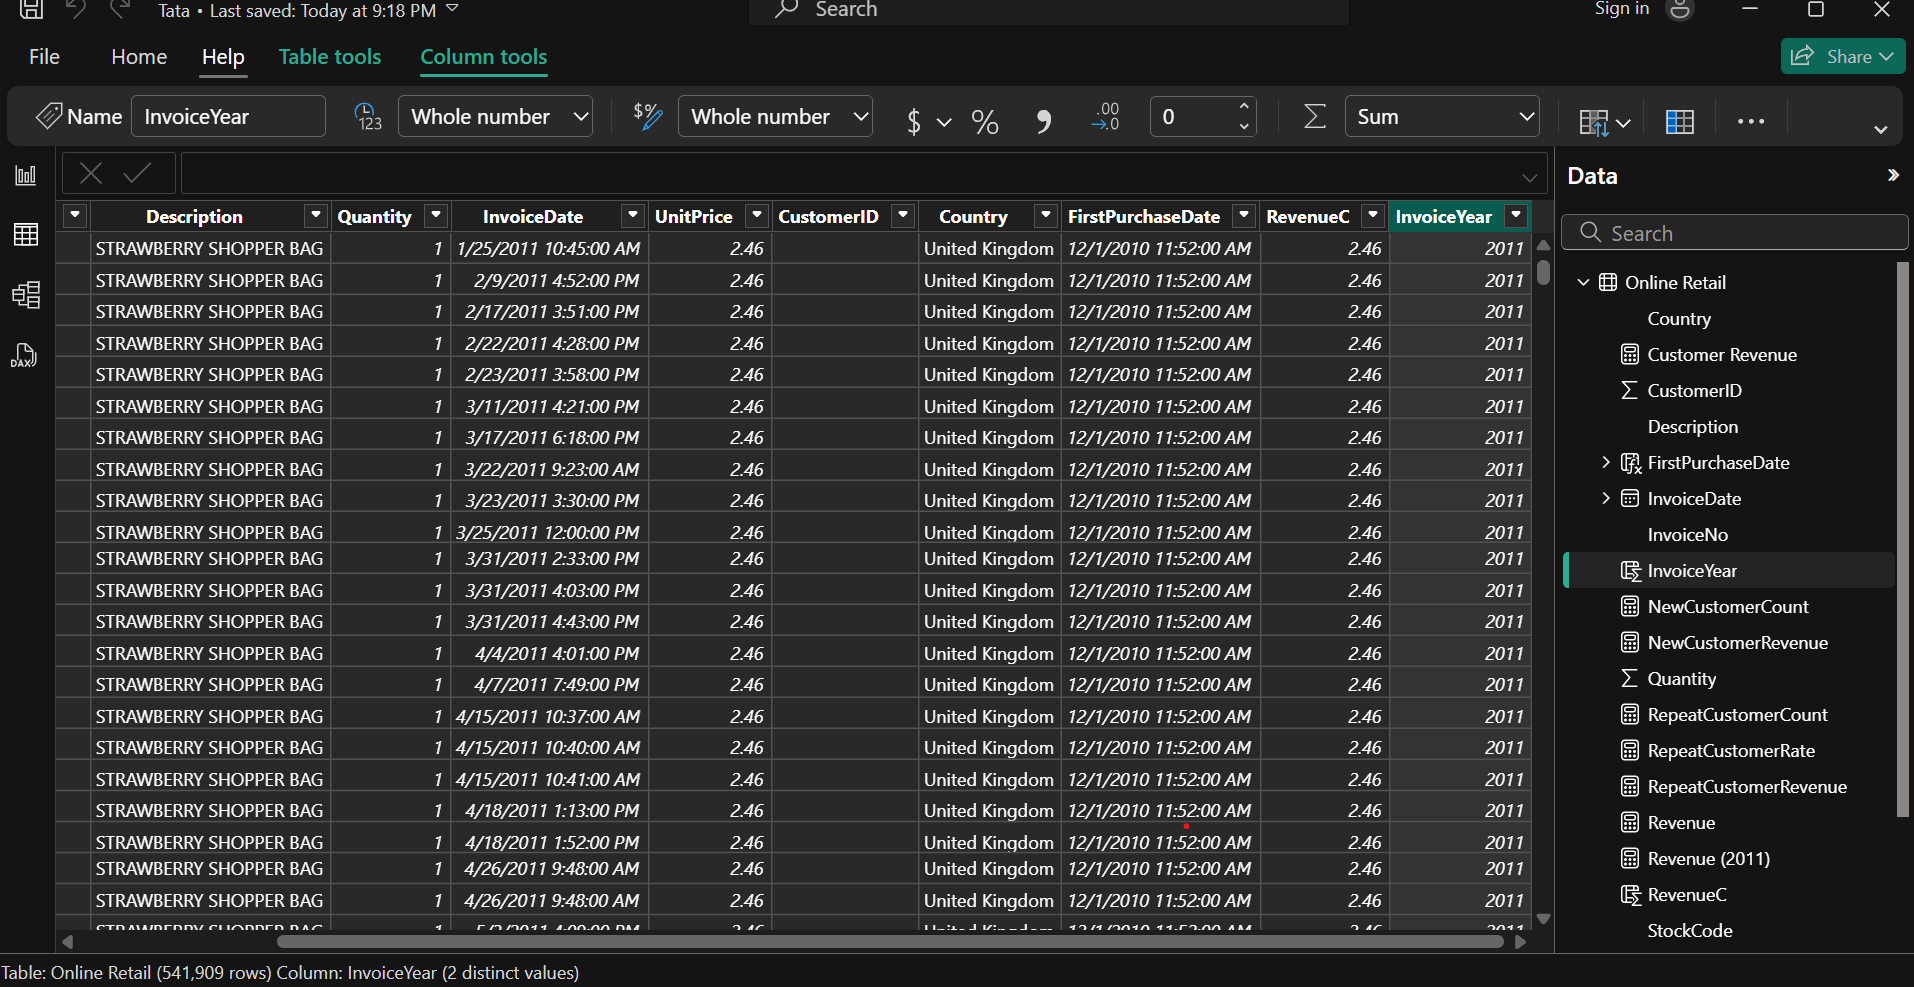 Tata • Last saved: Today at 9:18 PM
Search
Sign in
File Home Help Table tools Column tools
Share
Name InvoiceYear
123 Whole number
$% Whole number
$ % , .00 →.0 0
Σ Sum
Description Quantity InvoiceDate UnitPrice CustomerID Country FirstPurchaseDate RevenueC InvoiceYear
STRAWBERRY SHOPPER BAG 1 1/25/2011 10:45:00 AM 2.46 United Kingdom 12/1/2010 11:52:00 AM 2.46 2011
STRAWBERRY SHOPPER BAG 1 2/9/2011 4:52:00 PM 2.46 United Kingdom 12/1/2010 11:52:00 AM 2.46 2011
STRAWBERRY SHOPPER BAG 1 2/17/2011 3:51:00 PM 2.46 United Kingdom 12/1/2010 11:52:00 AM 2.46 2011
STRAWBERRY SHOPPER BAG 1 2/22/2011 4:28:00 PM 2.46 United Kingdom 12/1/2010 11:52:00 AM 2.46 2011
STRAWBERRY SHOPPER BAG 1 2/23/2011 3:58:00 PM 2.46 United Kingdom 12/1/2010 11:52:00 AM 2.46 2011
STRAWBERRY SHOPPER BAG 1 3/11/2011 4:21:00 PM 2.46 United Kingdom 12/1/2010 11:52:00 AM 2.46 2011
STRAWBERRY SHOPPER BAG 1 3/17/2011 6:18:00 PM 2.46 United Kingdom 12/1/2010 11:52:00 AM 2.46 2011
STRAWBERRY SHOPPER BAG 1 3/22/2011 9:23:00 AM 2.46 United Kingdom 12/1/2010 11:52:00 AM 2.46 2011
STRAWBERRY SHOPPER BAG 1 3/23/2011 3:30:00 PM 2.46 United Kingdom 12/1/2010 11:52:00 AM 2.46 2011
STRAWBERRY SHOPPER BAG 1 3/25/2011 12:00:00 PM 2.46 United Kingdom 12/1/2010 11:52:00 AM 2.46 2011
STRAWBERRY SHOPPER BAG 1 3/31/2011 2:33:00 PM 2.46 United Kingdom 12/1/2010 11:52:00 AM 2.46 2011
STRAWBERRY SHOPPER BAG 1 3/31/2011 4:03:00 PM 2.46 United Kingdom 12/1/2010 11:52:00 AM 2.46 2011
STRAWBERRY SHOPPER BAG 1 3/31/2011 4:43:00 PM 2.46 United Kingdom 12/1/2010 11:52:00 AM 2.46 2011
STRAWBERRY SHOPPER BAG 1 4/4/2011 4:01:00 PM 2.46 United Kingdom 12/1/2010 11:52:00 AM 2.46 2011
STRAWBERRY SHOPPER BAG 1 4/7/2011 7:49:00 PM 2.46 United Kingdom 12/1/2010 11:52:00 AM 2.46 2011
STRAWBERRY SHOPPER BAG 1 4/15/2011 10:37:00 AM 2.46 United Kingdom 12/1/2010 11:52:00 AM 2.46 2011
STRAWBERRY SHOPPER BAG 1 4/15/2011 10:40:00 AM 2.46 United Kingdom 12/1/2010 11:52:00 AM 2.46 2011
STRAWBERRY SHOPPER BAG 1 4/15/2011 10:41:00 AM 2.46 United Kingdom 12/1/2010 11:52:00 AM 2.46 2011
STRAWBERRY SHOPPER BAG 1 4/18/2011 1:13:00 PM 2.46 United Kingdom 12/1/2010 11:52:00 AM 2.46 2011
STRAWBERRY SHOPPER BAG 1 4/18/2011 1:52:00 PM 2.46 United Kingdom 12/1/2010 11:52:00 AM 2.46 2011
STRAWBERRY SHOPPER BAG 1 4/26/2011 9:48:00 AM 2.46 United Kingdom 12/1/2010 11:52:00 AM 2.46 2011
STRAWBERRY SHOPPER BAG 1 4/26/2011 9:48:00 AM 2.46 United Kingdom 12/1/2010 11:52:00 AM 2.46 2011
DAX
Data
Search
Online Retail
Country
Customer Revenue
Σ CustomerID
Description
FirstPurchaseDate
InvoiceDate
InvoiceNo
InvoiceYear
NewCustomerCount
NewCustomerRevenue
Σ Quantity
RepeatCustomerCount
RepeatCustomerRate
RepeatCustomerRevenue
Revenue
Revenue (2011)
RevenueC
StockCode
Table: Online Retail (541,909 rows) Column: InvoiceYear (2 distinct values)